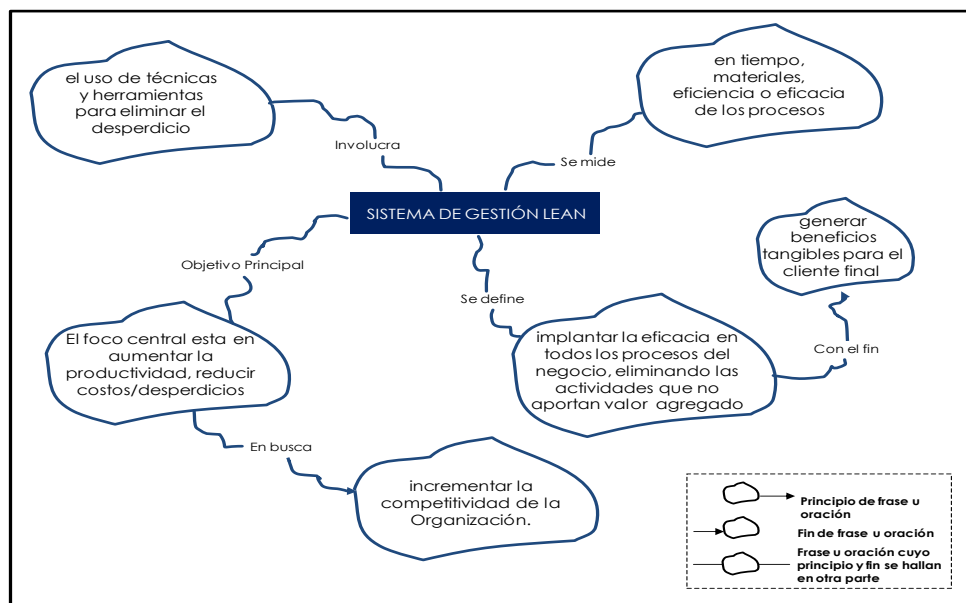 el uso de técnicas
y herramientas
para eliminar el
desperdicio
Involucra
en tiempo,
materiales,
eficiencia o eficacia
de los procesos
Se mide
SISTEMA DE GESTIÓN LEAN
generar
beneficios
tangibles para el
cliente final
Objetivo Principal
Se define
El foco central esta en
aumentar la
productividad, reducir
costos/desperdicios
implantar la eficacia en
todos los procesos del
negocio, eliminando las
actividades que no
aportan valor agregado
Con el fin
En busca
incrementar la
competitividad de la
Organización.
Principio de frase u
oración
Fin de frase u oración
Frase u oración cuyo
principio y fin se hallan
en otra parte